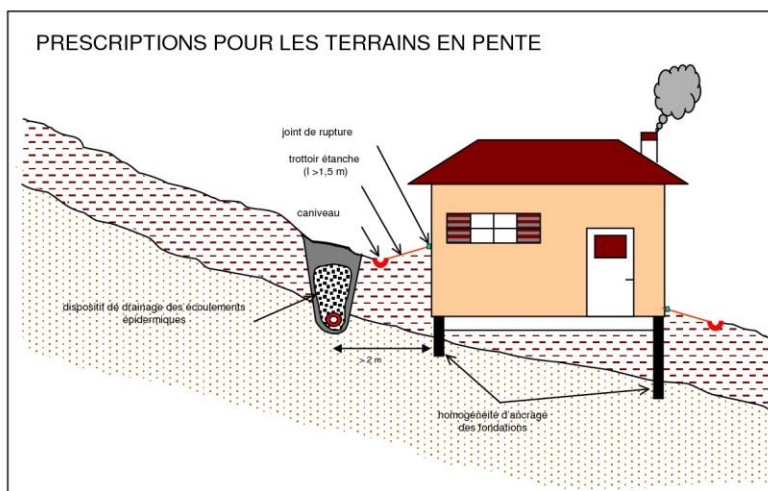 PRESCRIPTIONS POUR LES TERRAINS EN PENTE
joint de rupture
trottoir étanche
(l >1,5 m)
caniveau
dispositif de drainage des écoulements
épidermiques
> 2 m
homogénéité d'ancrage
des fondations